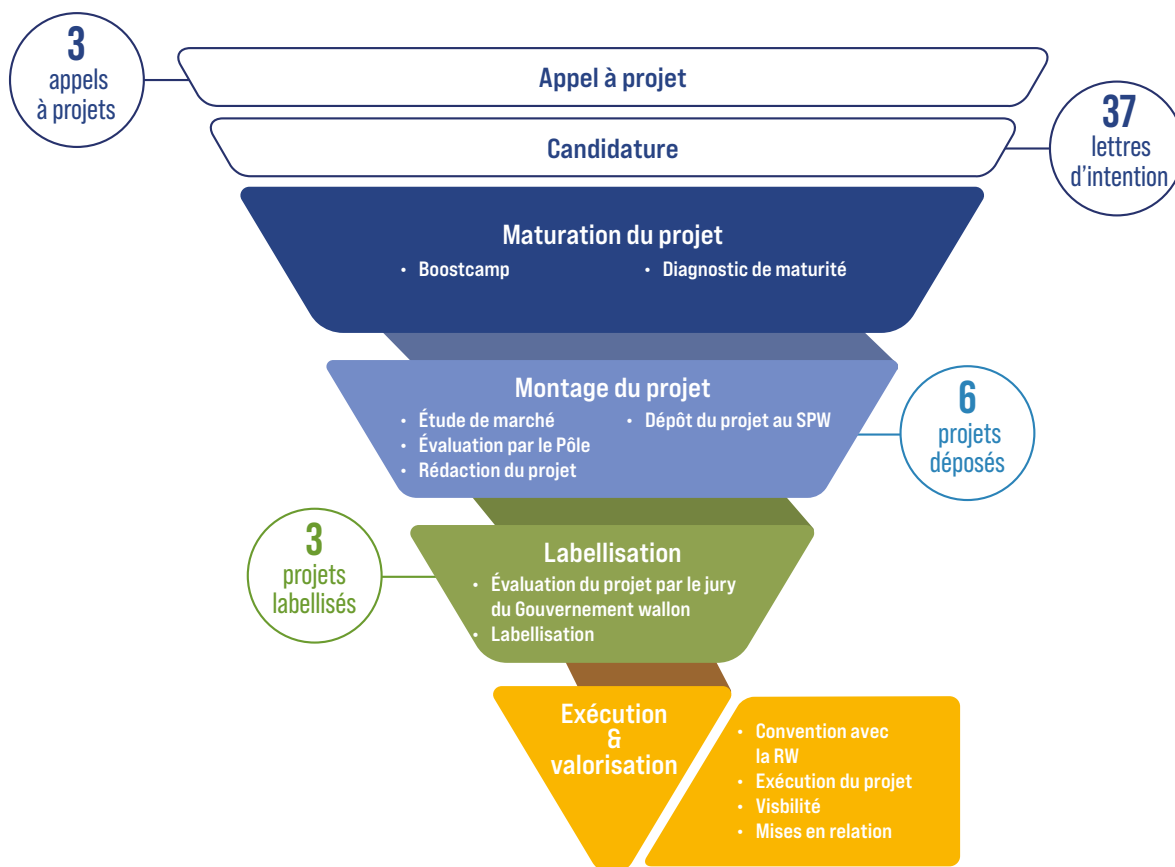 3
appels
à projets
Appel à projet
Candidature
37
lettres
d'intention
Maturation du projet
• Boostcamp
• Diagnostic de maturité
Montage du projet
• Étude de marché
• Évaluation par le Pôle
• Rédaction du projet
• Dépôt du projet au SPW
6
projets
déposés
3
projets
labellisés
Labellisation
• Évaluation du projet par le jury
du Gouvernement wallon
• Labellisation
Exécution
&
valorisation
• Convention avec
la RW
• Exécution du projet
• Visbilité
• Mises en relation